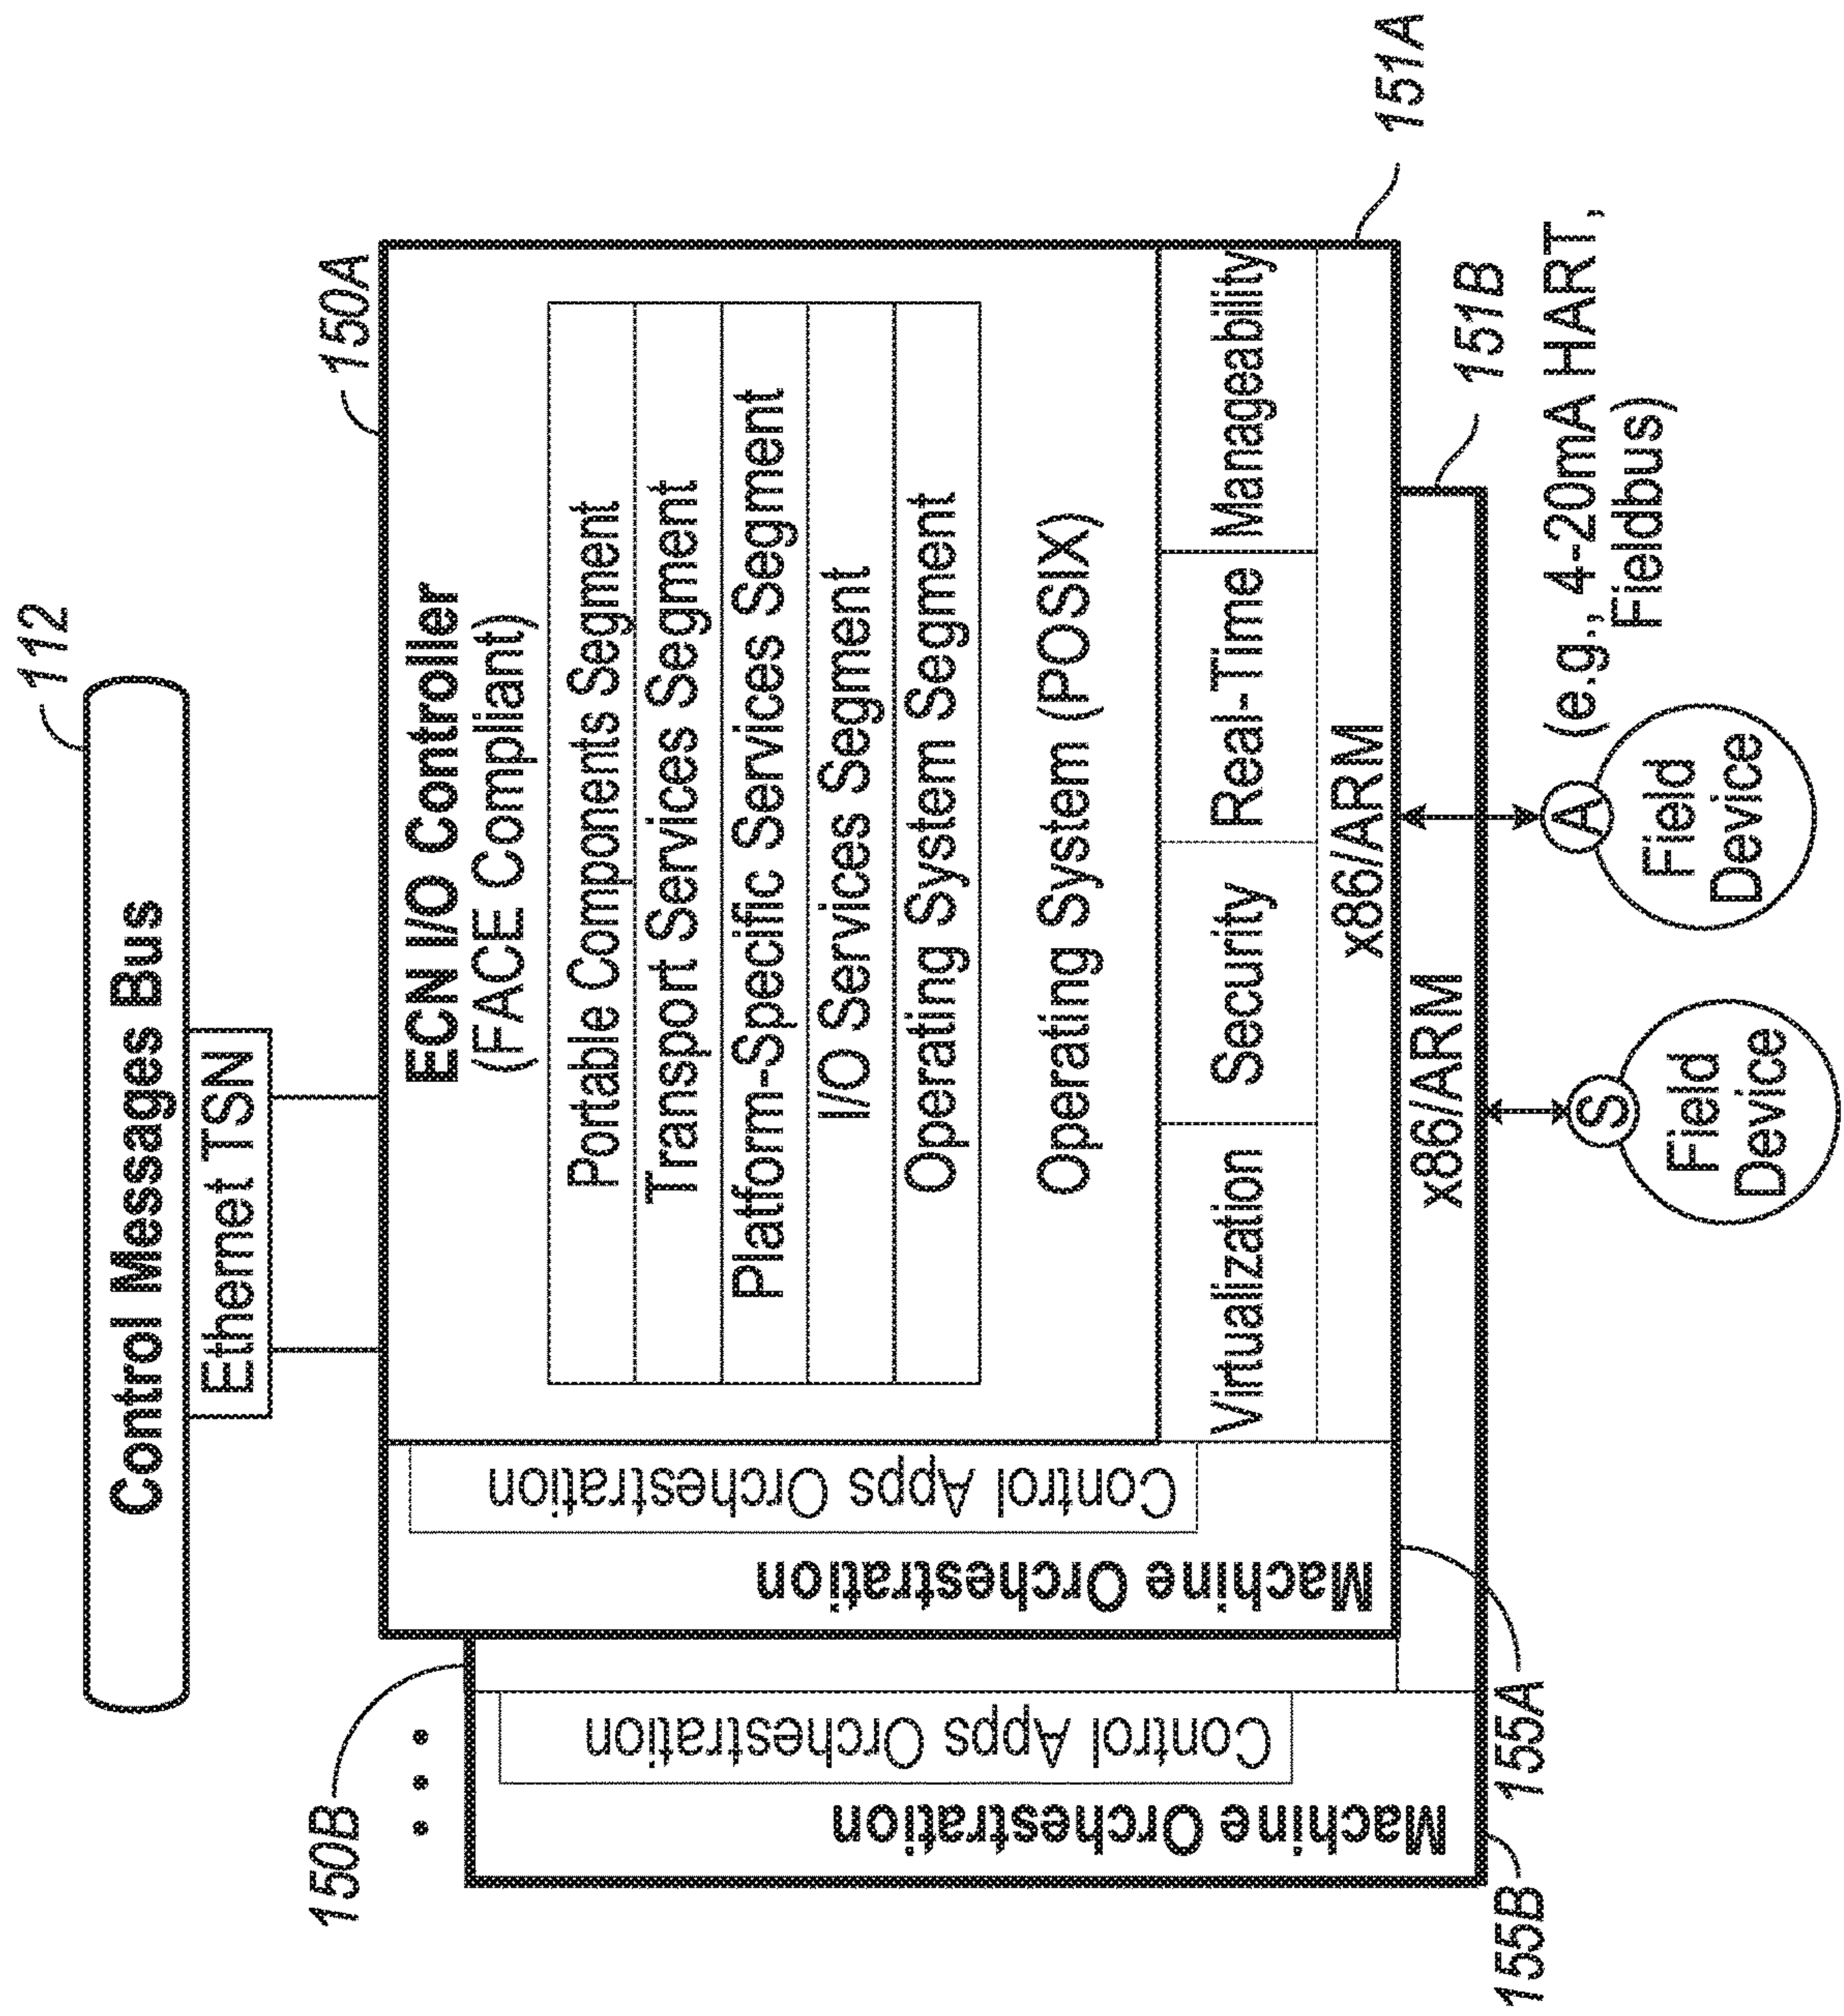 112
Control Messages Bus
Ethernet TSN
150A
150B
ECN I/O Controller
(FACE Compliant)
Portable Components Segment
Transport Services Segment
Platform-Specific Services Segment
I/O Services Segment
Operating System Segment
Operating System (POSIX)
Virtualization
Security
Real-Time
Manageability
x86/ARM
151A
Control Apps Orchestration
Machine Orchestration
Control Apps Orchestration
Machine Orchestration
x86/ARM
151B
155B
155A
S
Field
Device
A
Field
Device
(e.g., 4-20mA HART,
Fieldbus)